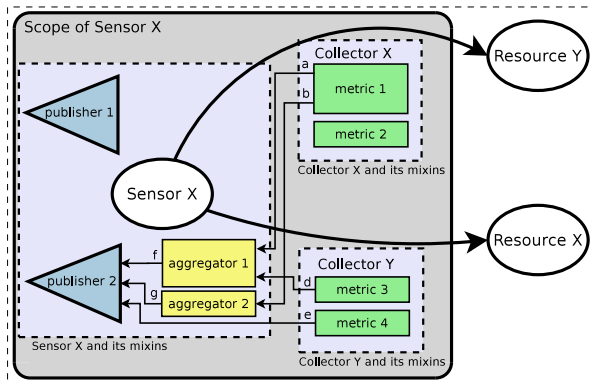 Scope of Sensor X
Collector X
Resource Y
a
metric 1
b
publisher 1
metric 2
Collector X and its mixins
Sensor X
Resource X
f
aggregator 1
Collector Y
publisher 2
d
metric 3
g
aggregator 2
e
metric 4
Sensor X and its mixins
Collector Y and its mixins